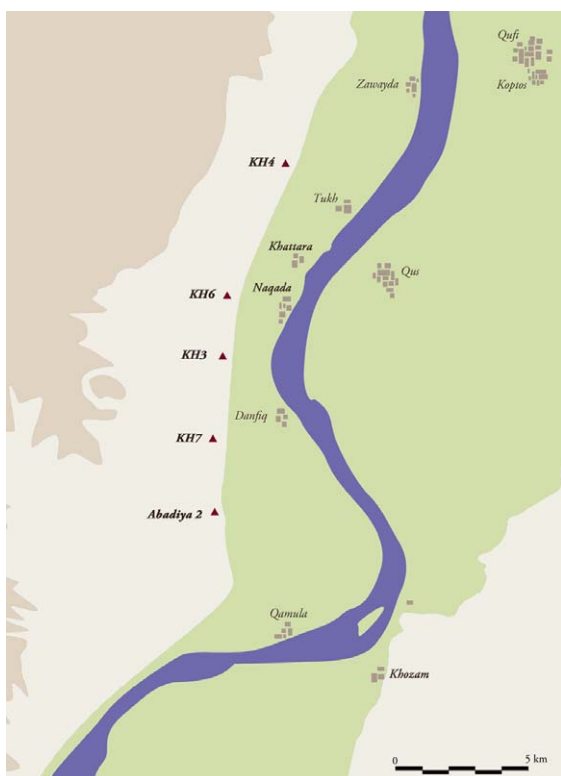 Qufi
Zawayda
Koptos
KH4
Tukh
Khattara
Qus
KH6
Naqada
KH3
Danfiq
KH7
Abadiya 2
Qamula
Khozam
0 5 km